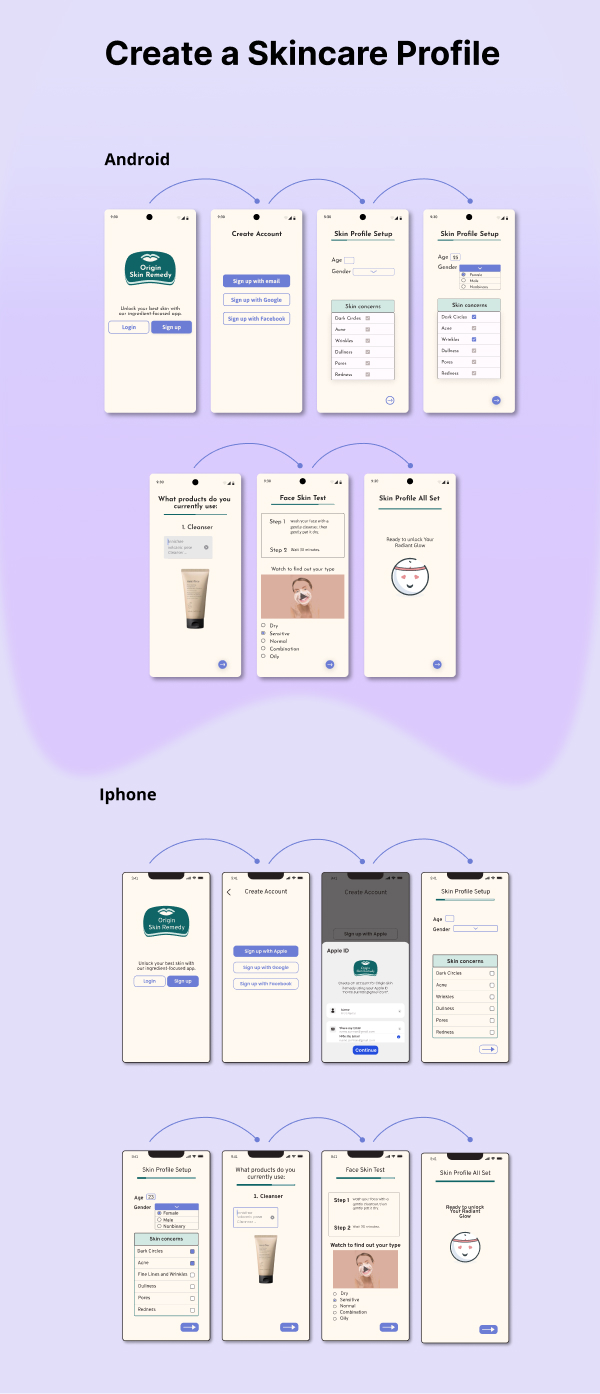 Create a Skincare Profile
Android
9:30
9:30
9:30
9:30
Origin
Skin Remedy
Unlock your best skin with
our ingredient-focused app.
Login
Sign up
Create Account
Sign up with email
Sign up with Google
Sign up with Facebook
Skin Profile Setup
Age
Gender
Skin concerns
Dark Circles
Acne
Wrinkles
Dullness
Pores
Redness
Skin Profile Setup
Age
Gender
Female
Male
Nonbinary
Skin concerns
Dark Circles
Acne
Wrinkles
Dullness
Pores
Redness
9:30
9:30
9:30
What products do you
currently use:
1. Cleanser
Face Skin Test
Step 1
wash your face with a
gentle cleanser, then
gently pat it dry.
Step 2
Wait 30 minutes.
Watch to find out your type
Dry
Sensitive
Normal
Combination
Oily
Skin Profile All Set
Ready to unlock Your
Radiant Glow
Iphone
9:41
9:41
9:41
9:41
Origin
Skin Remedy
Unlock your best skin with
our ingredient-focused app.
Login
Sign up
Create Account
Sign up with Apple
Sign up with Google
Sign up with Facebook
Create Account
Sign up with Apple
Apple ID
Origin
Skin Remedy
Continue
Skin Profile Setup
Age
Gender
Skin concerns
Dark Circles
Acne
Wrinkles
Dullness
Pores
Redness
9:41
9:41
9:41
9:41
Skin Profile Setup
Age 23
Gender
Female
Male
Nonbinary
Skin concerns
Dark Circles
Acne
Fine Lines and Wrinkles
Dullness
Pores
Redness
What products do you
currently use:
1. Cleanser
Face Skin Test
Step 1
wash your face with a
gentle cleanser, then
gently pat it dry.
Step 2
Wait 30 minutes.
Watch to find out your type
Dry
Sensitive
Normal
Combination
Oily
Skin Profile All Set
Ready to unlock
Your Radiant
Glow